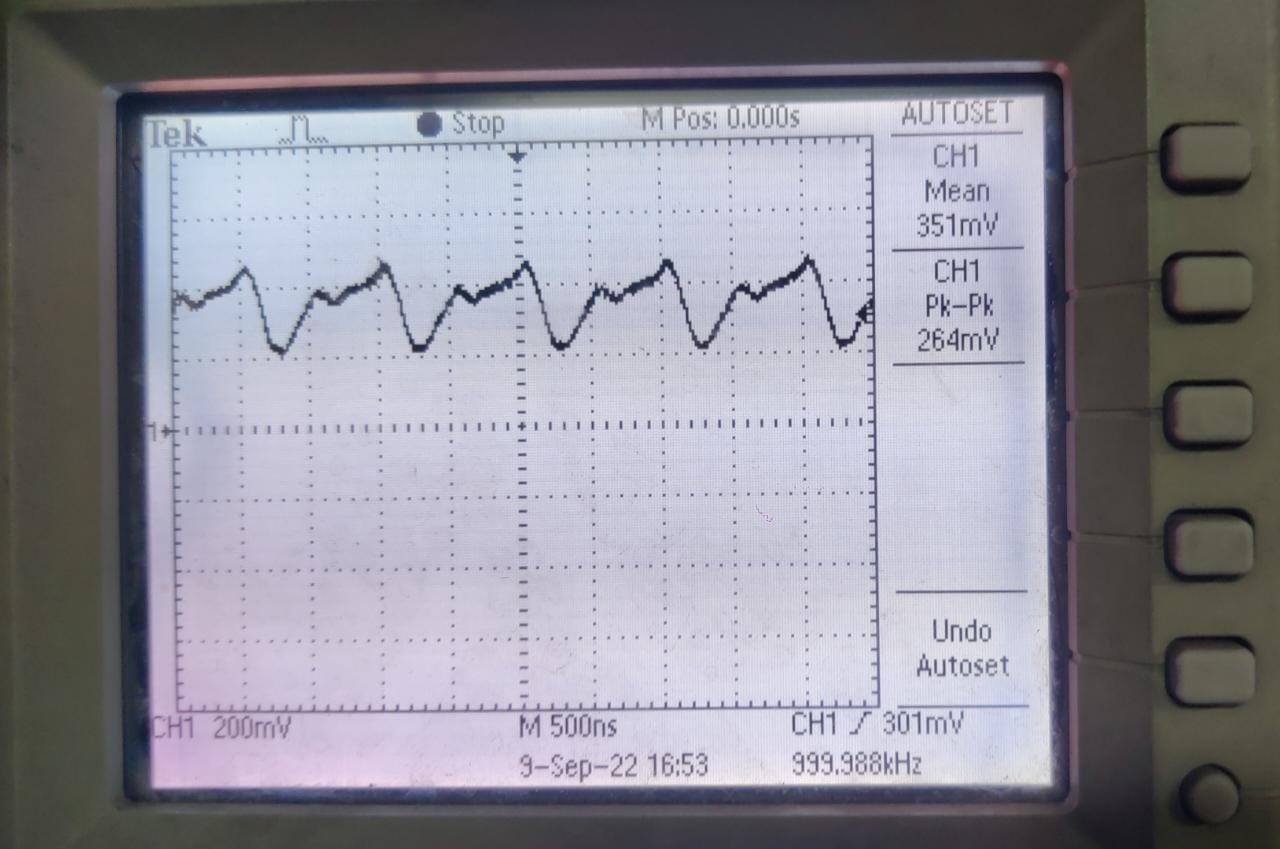 Tek Stop M Pos: 0.000s AUTOSET
CH1
Mean
351mV
CH1
Pk-Pk
264mV
1
Undo
Autoset
CH1 200mV M 500ns CH1 301mV
9-Sep-22 16:53 999.988kHz